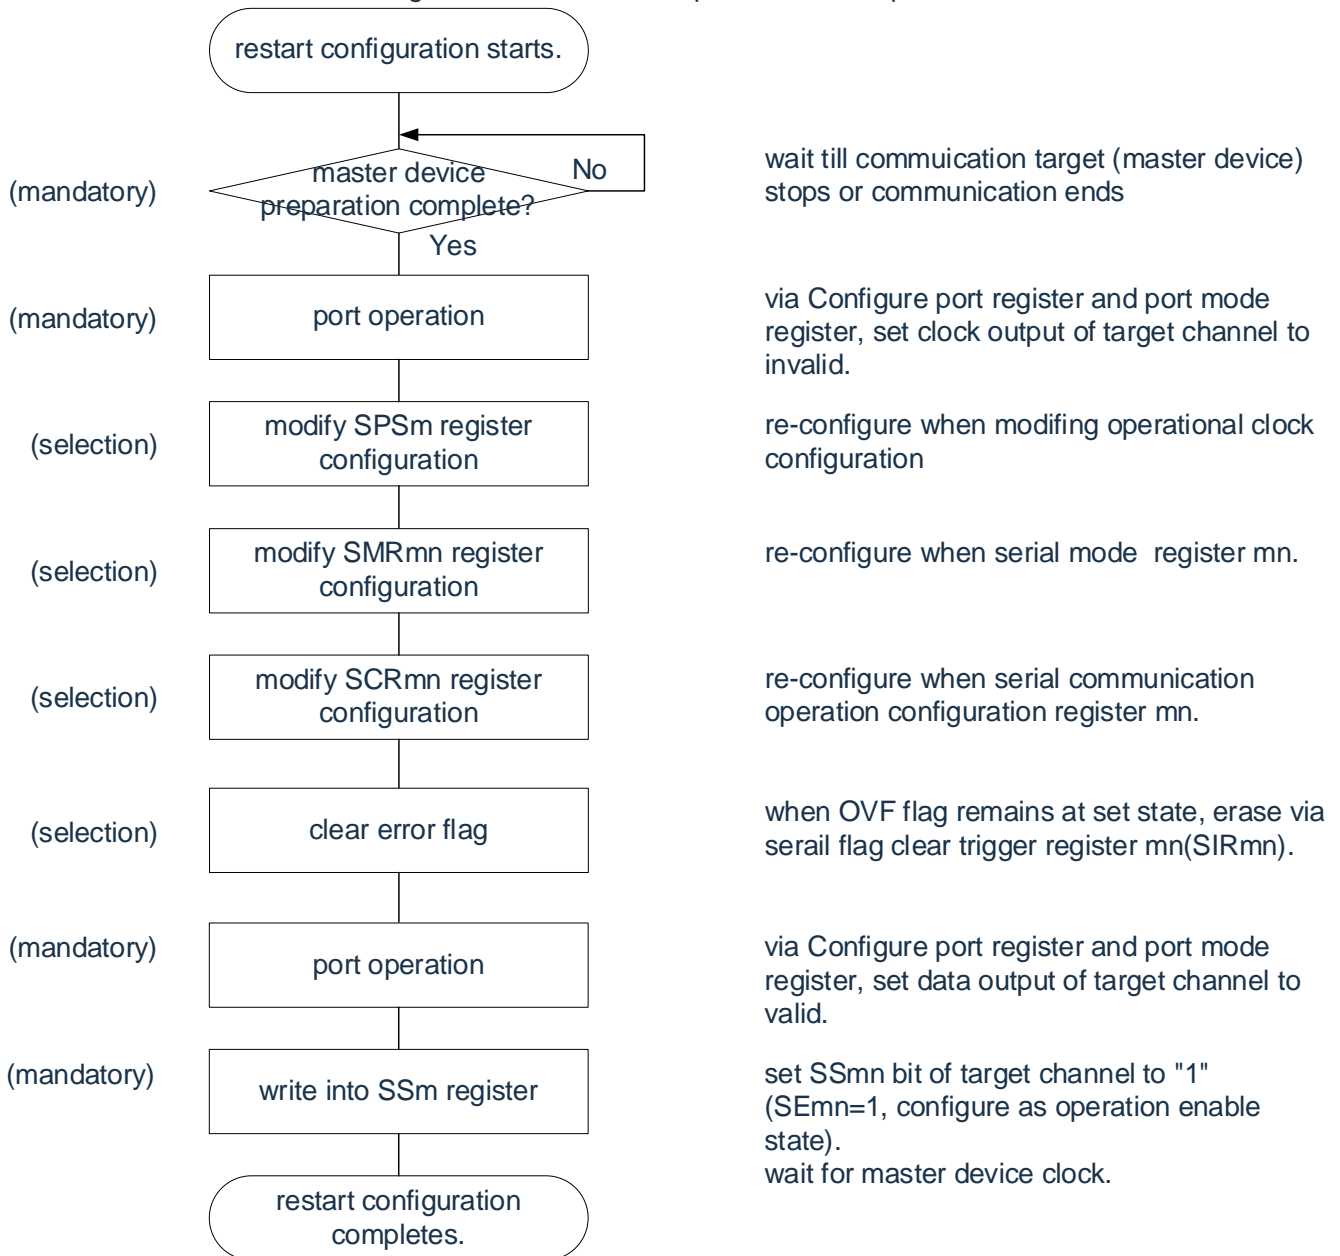 restart configuration starts.
master device
preparation complete?
No
Yes
(mandatory)
wait till commuication target (master device)
stops or communication ends
(mandatory)
port operation
via Configure port register and port mode
register, set clock output of target channel to
invalid.
(selection)
modify SPSm register
configuration
re-configure when modifing operational clock
configuration
(selection)
modify SMRmn register
configuration
re-configure when serial mode  register mn.
(selection)
modify SCRmn register
configuration
re-configure when serial communication
operation configuration register mn.
(selection)
clear error flag
when OVF flag remains at set state, erase via
serail flag clear trigger register mn(SIRmn).
(mandatory)
port operation
via Configure port register and port mode
register, set data output of target channel to
valid.
(mandatory)
write into SSm register
set SSmn bit of target channel to "1"
(SEmn=1, configure as operation enable
state).
wait for master device clock.
restart configuration
completes.